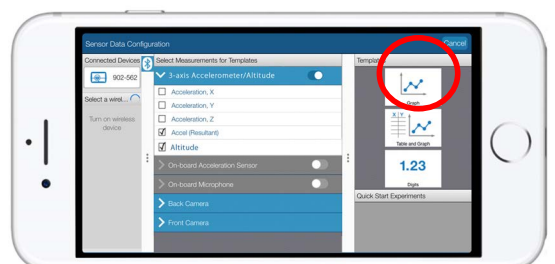 Sensor Data Configuration
Cancel
Connected Devices
902-562
Select a wirel...
Turn on wireless
device
Select Measurements for Templates
3-axis Accelerometer/Altitude
Acceleration, X
Acceleration, Y
Acceleration, Z
Accel (Resultant)
Altitude
On-board Acceleration Sensor
On-board Microphone
Back Camera
Front Camera
Templat
Graph
X Y
Table and Graph
1.23
Digits
Quick Start Experiments